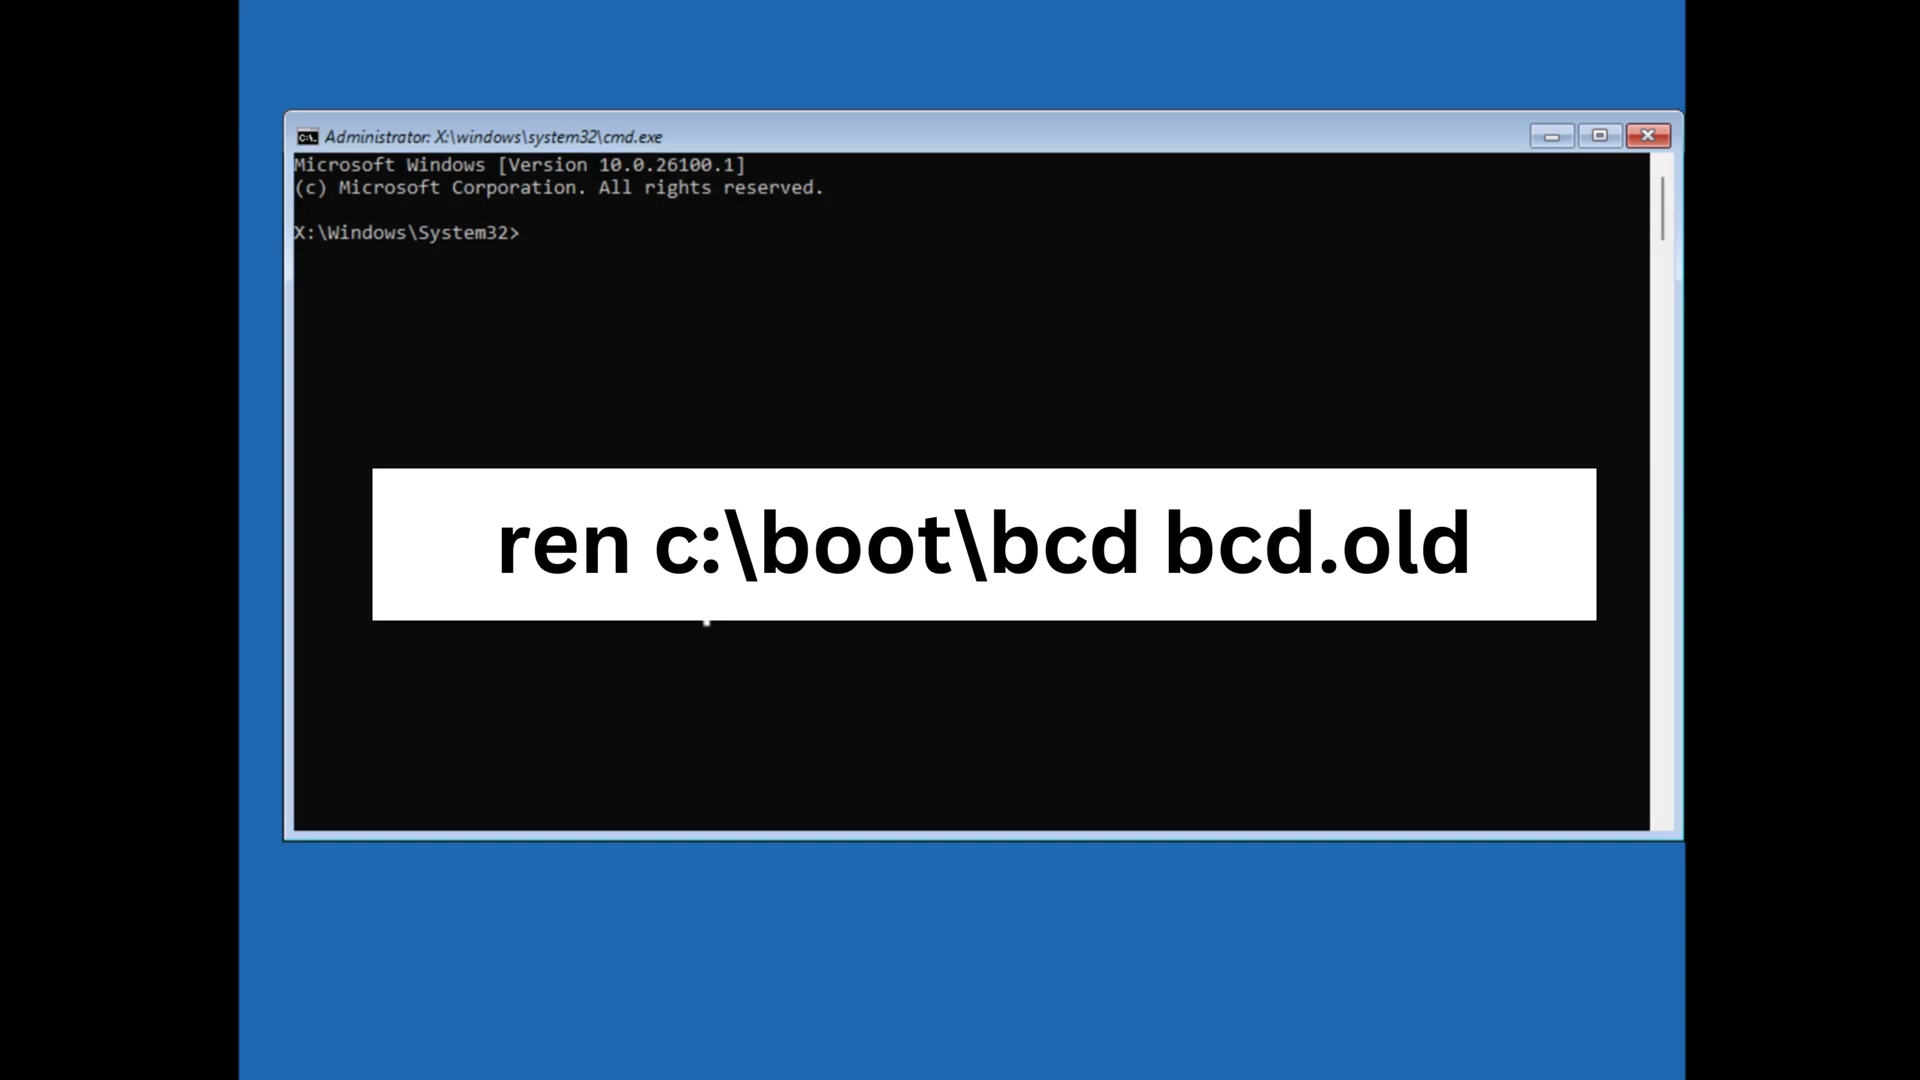 Administrator: X:\windows\system32\cmd.exe
Microsoft Windows [Version 10.0.26100.1]
(c) Microsoft Corporation. All rights reserved.
X:\Windows\System32>
ren c:\boot\bcd bcd.old